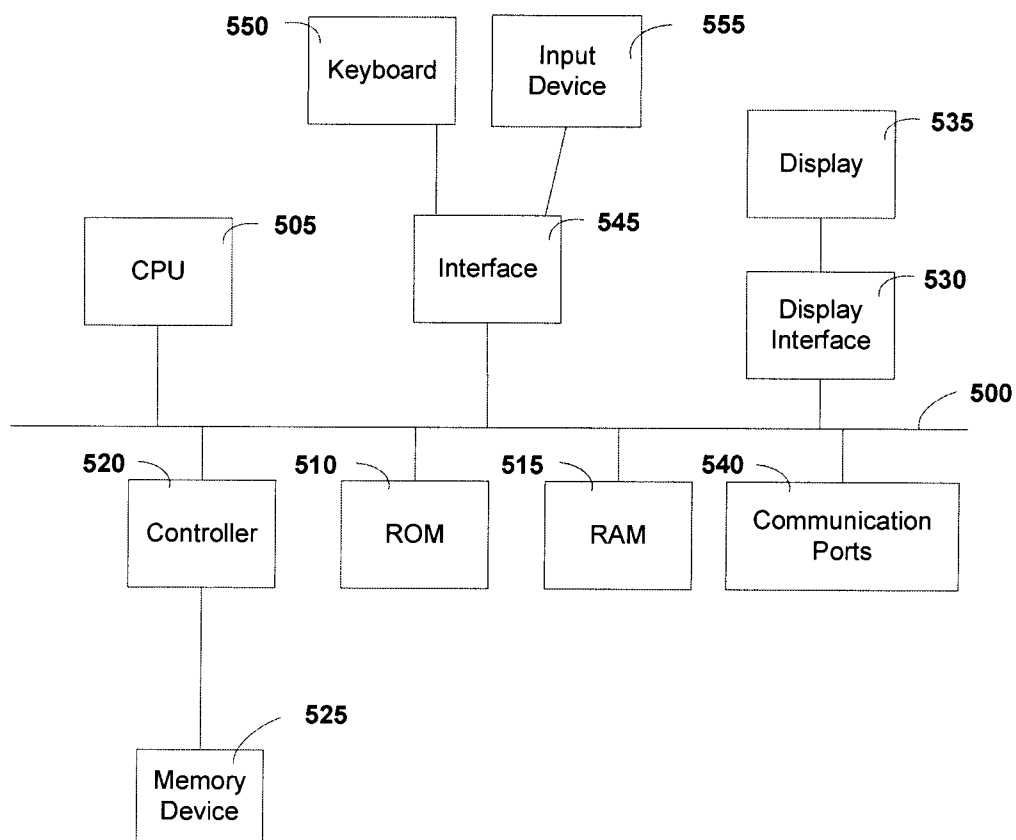 550
Keyboard
555
Input
Device
535
Display
505
CPU
545
Interface
530
Display
Interface
500
520
Controller
510
ROM
515
RAM
540
Communication
Ports
525
Memory
Device